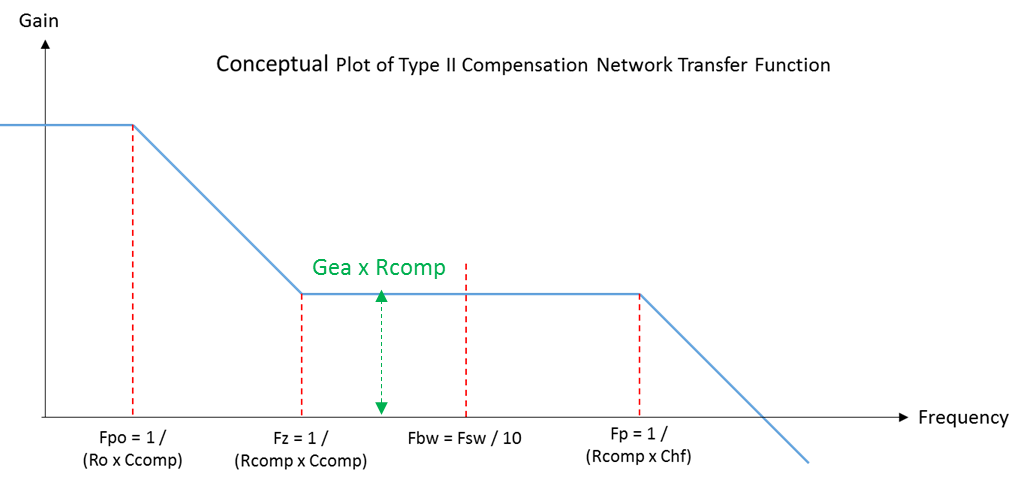 Gain
Conceptual Plot of Type II Compensation Network Transfer Function
Gea x Rcomp
Frequency
Fpo = 1 /
(Ro x Ccomp)
Fz = 1 /
(Rcomp x Ccomp)
Fbw = Fsw / 10
Fp = 1 /
(Rcomp x Chf)